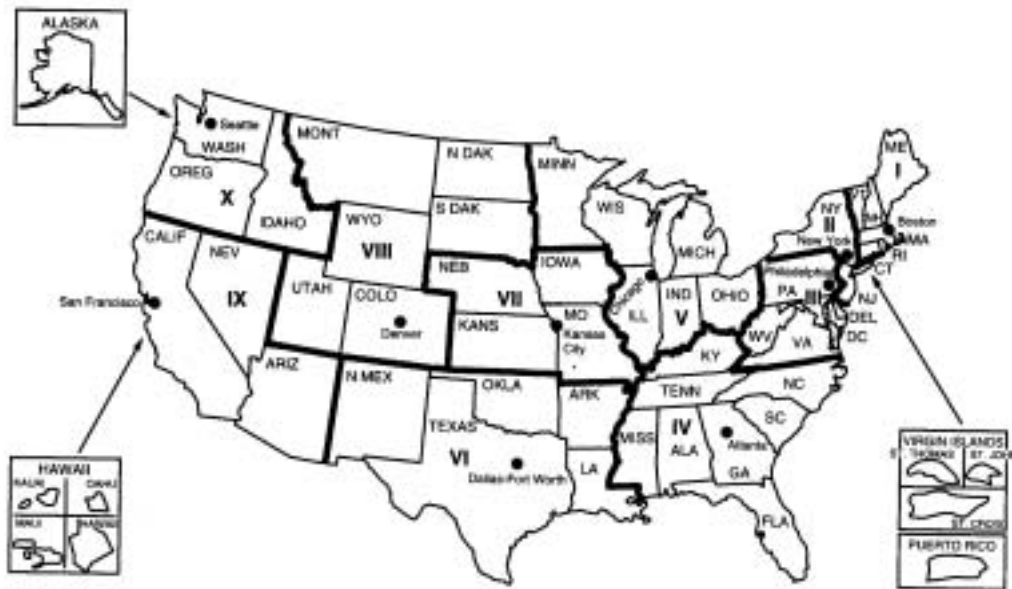 ALASKA
Seattle
WASH
MONT
N DAK
MINN
ME
I
OREG
X
IDAHO
WYO
VIII
S DAK
WIS
MICH
NY
II
New York
Boston
MA
RI
CT
CALIF
NEV
IX
San Francisco
UTAH
COLO
Denver
NEB
VII
KANS
IOWA
MO
Kansas
City
Chicago
ILL
IND
V
OHIO
Philadelphia
PA
III
NJ
DEL
DC
WV
VA
KY
ARIZ
N.MEX
OKLA
TEXAS
VI
Dallas-Fort Worth
ARK
LA
TENN
NC
SC
MISS
IV
ALA
Atlanta
GA
FLA
HAWAII
OAHU
MAUI
VIRGIN ISLANDS
ST. THOMAS
ST. JOHN
ST. CROIX
PUERTO RICO